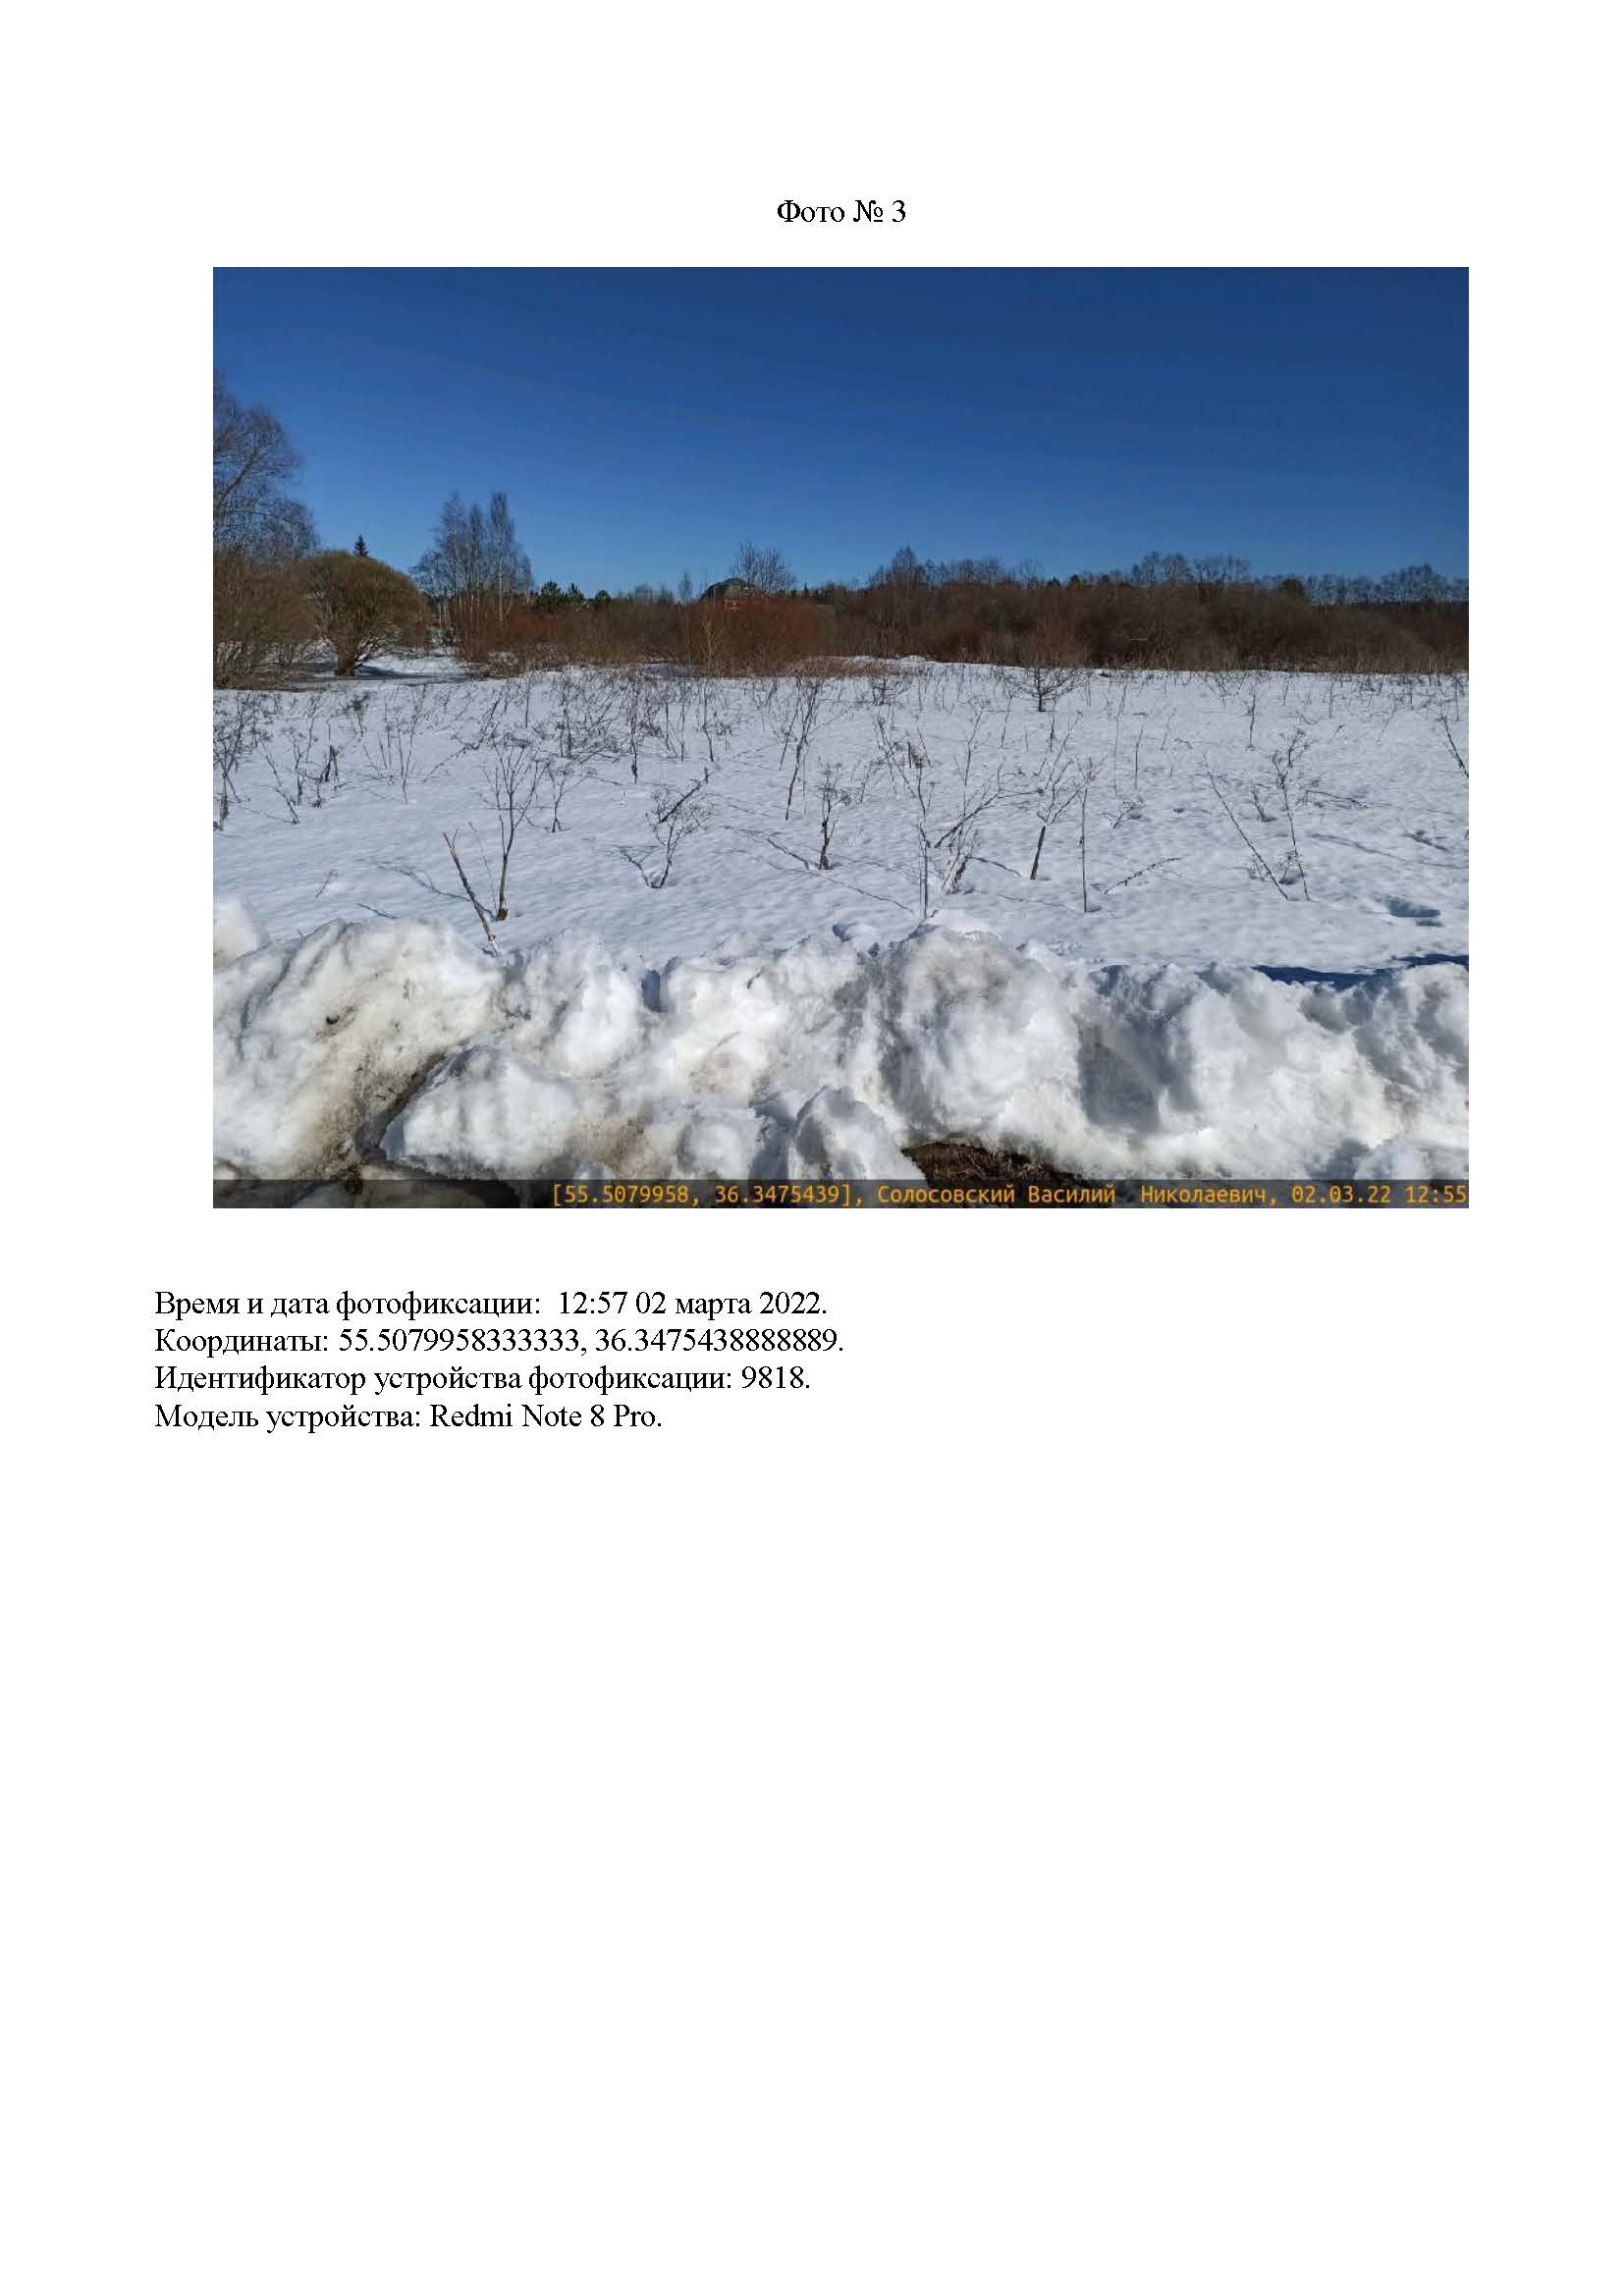 Фото № 3
[55.5079958, 36.3475439], Солосовский Василий  Николаевич, 02.03.22 12:55
Время и дата фотофиксации:  12:57 02 марта 2022.
Координаты: 55.5079958333333, 36.3475438888889.
Идентификатор устройства фотофиксации: 9818.
Модель устройства: Redmi Note 8 Pro.